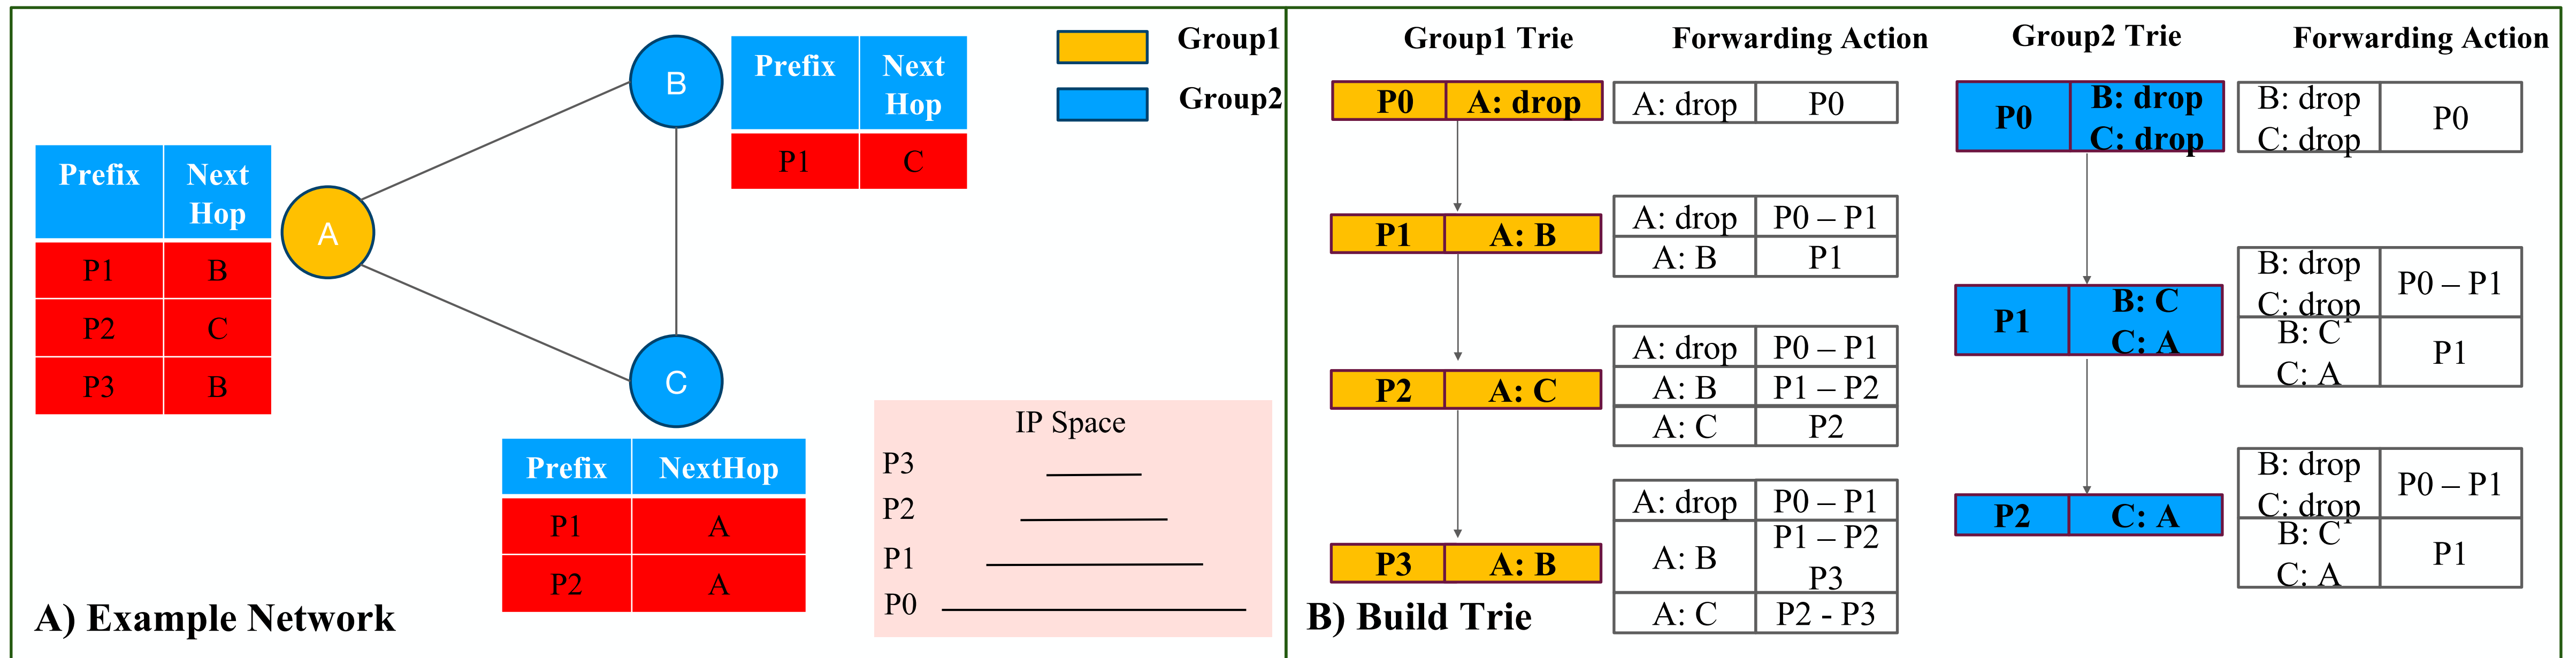 Group1
Group2
B
Prefix
Next
Hop
P1
C
Prefix
Next
Hop
P1
B
P2
C
P3
B
A
C
Prefix
NextHop
P1
A
P2
A
IP Space
P3
P2
P1
P0
A) Example Network
Group1 Trie
Forwarding Action
P0
A: drop
A: drop
P0
P1
A: B
A: drop
P0 – P1
A: B
P1
P2
A: C
A: drop
P0 – P1
A: B
P1 – P2
A: C
P2
P3
A: B
A: drop
P0 – P1
A: B
P1 – P2
P3
A: C
P2 - P3
Group2 Trie
Forwarding Action
P0
B: drop
C: drop
B: drop
C: drop
P0
P1
B: C
C: A
B: drop
C: drop
P0 – P1
B: C
C: A
P1
P2
C: A
B: drop
C: drop
P0 – P1
B: C
C: A
P1
B) Build Trie